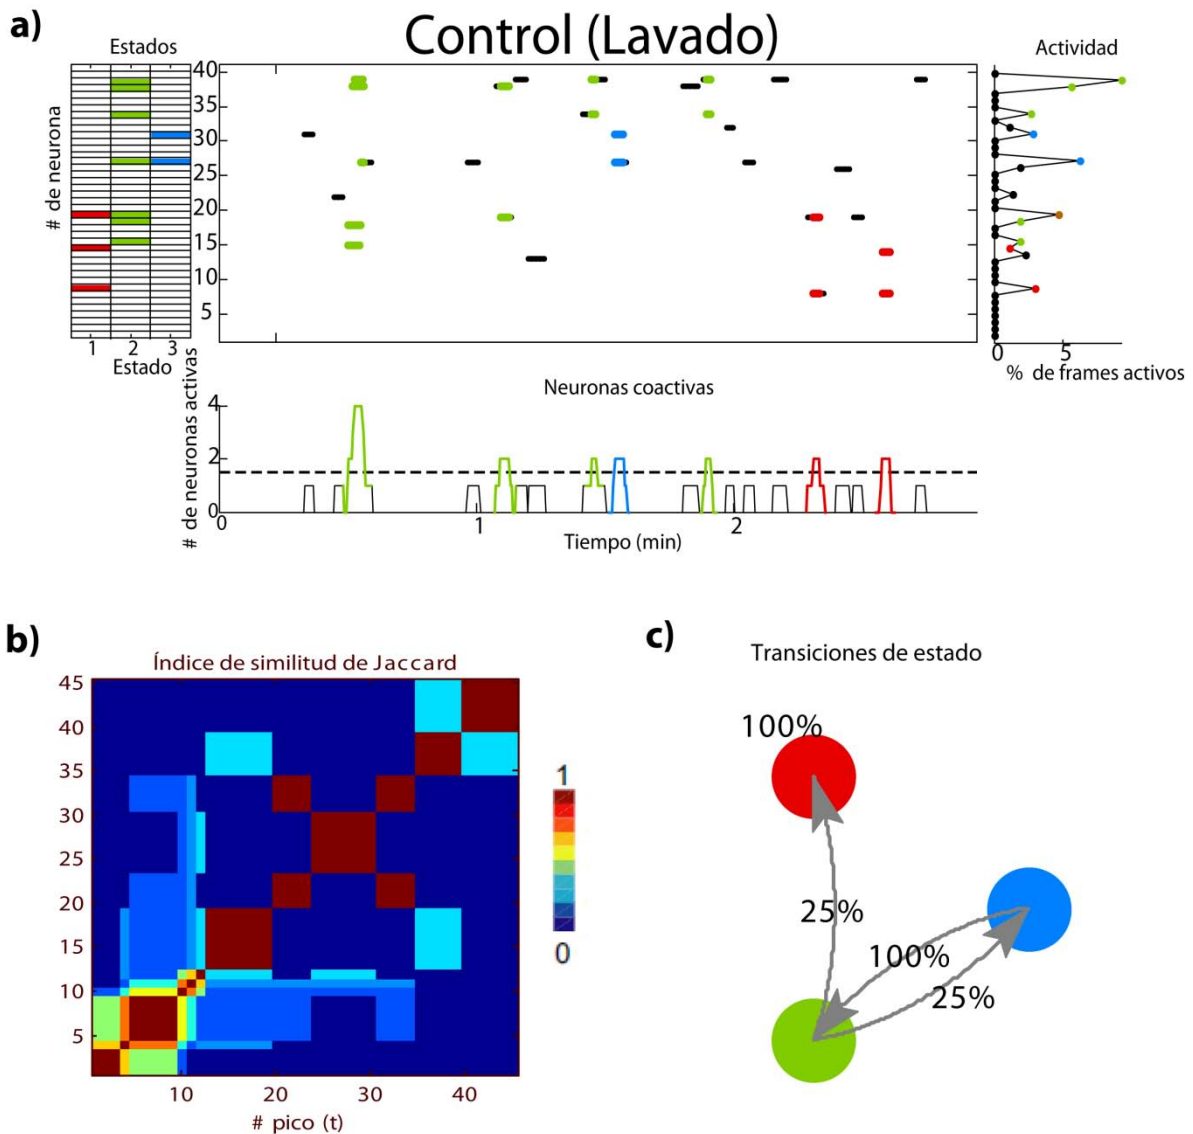 a)
Control (Lavado)
Estados
Actividad
# de neurona
40
35
30
25
20
15
10
5
1 2 3
Estado
0 5
% de frames activos
# de neuronas activas
Neuronas coactivas
4
2
0
0 1 2
Tiempo (min)
b)
Índice de similitud de Jaccard
45
40
35
30
25
20
15
10
5
10 20 30 40
# pico (t)
1
0
c)
Transiciones de estado
100%
25%
100%
25%